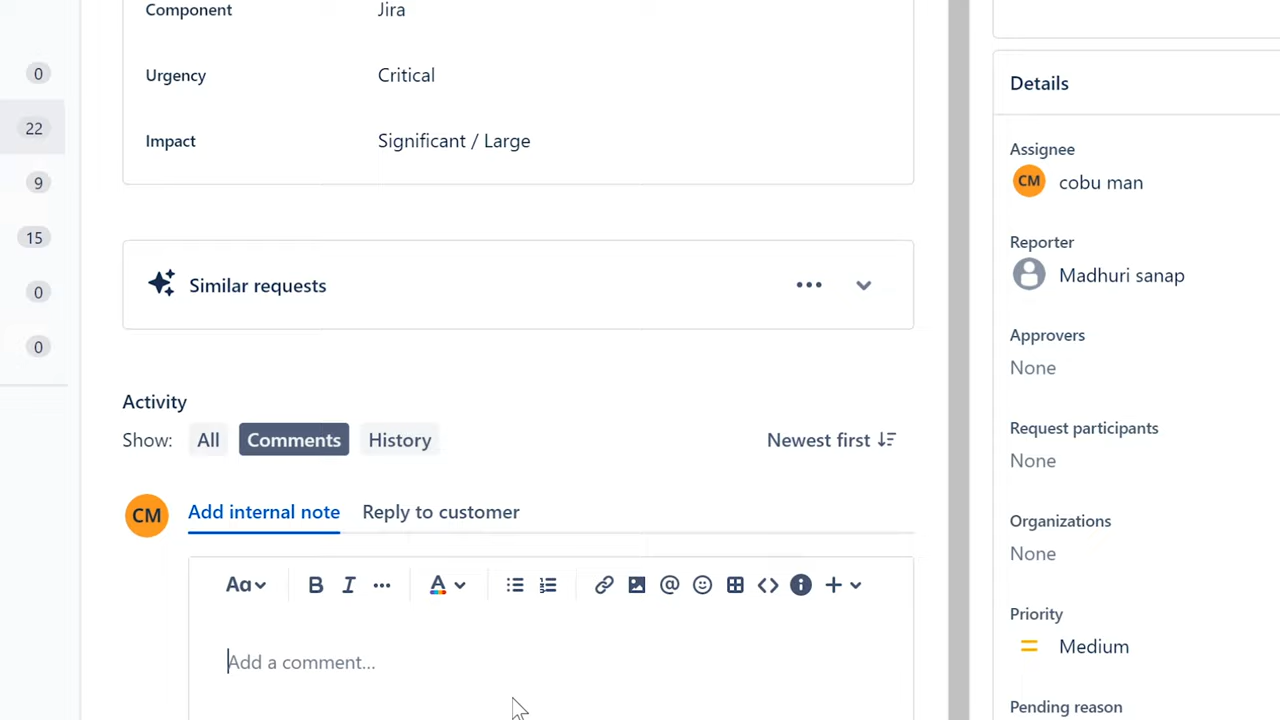 Component Jira
0
Urgency Critical
22
Impact Significant / Large
9
15
Similar requests
0
0
Activity
Show: All Comments History Newest first
CM Add internal note Reply to customer
Aa B I ... A @ <> i +
Add a comment...
Details
Assignee
CM cobu man
Reporter
Madhuri sanap
Approvers
None
Request participants
None
Organizations
None
Priority
Medium
Pending reason